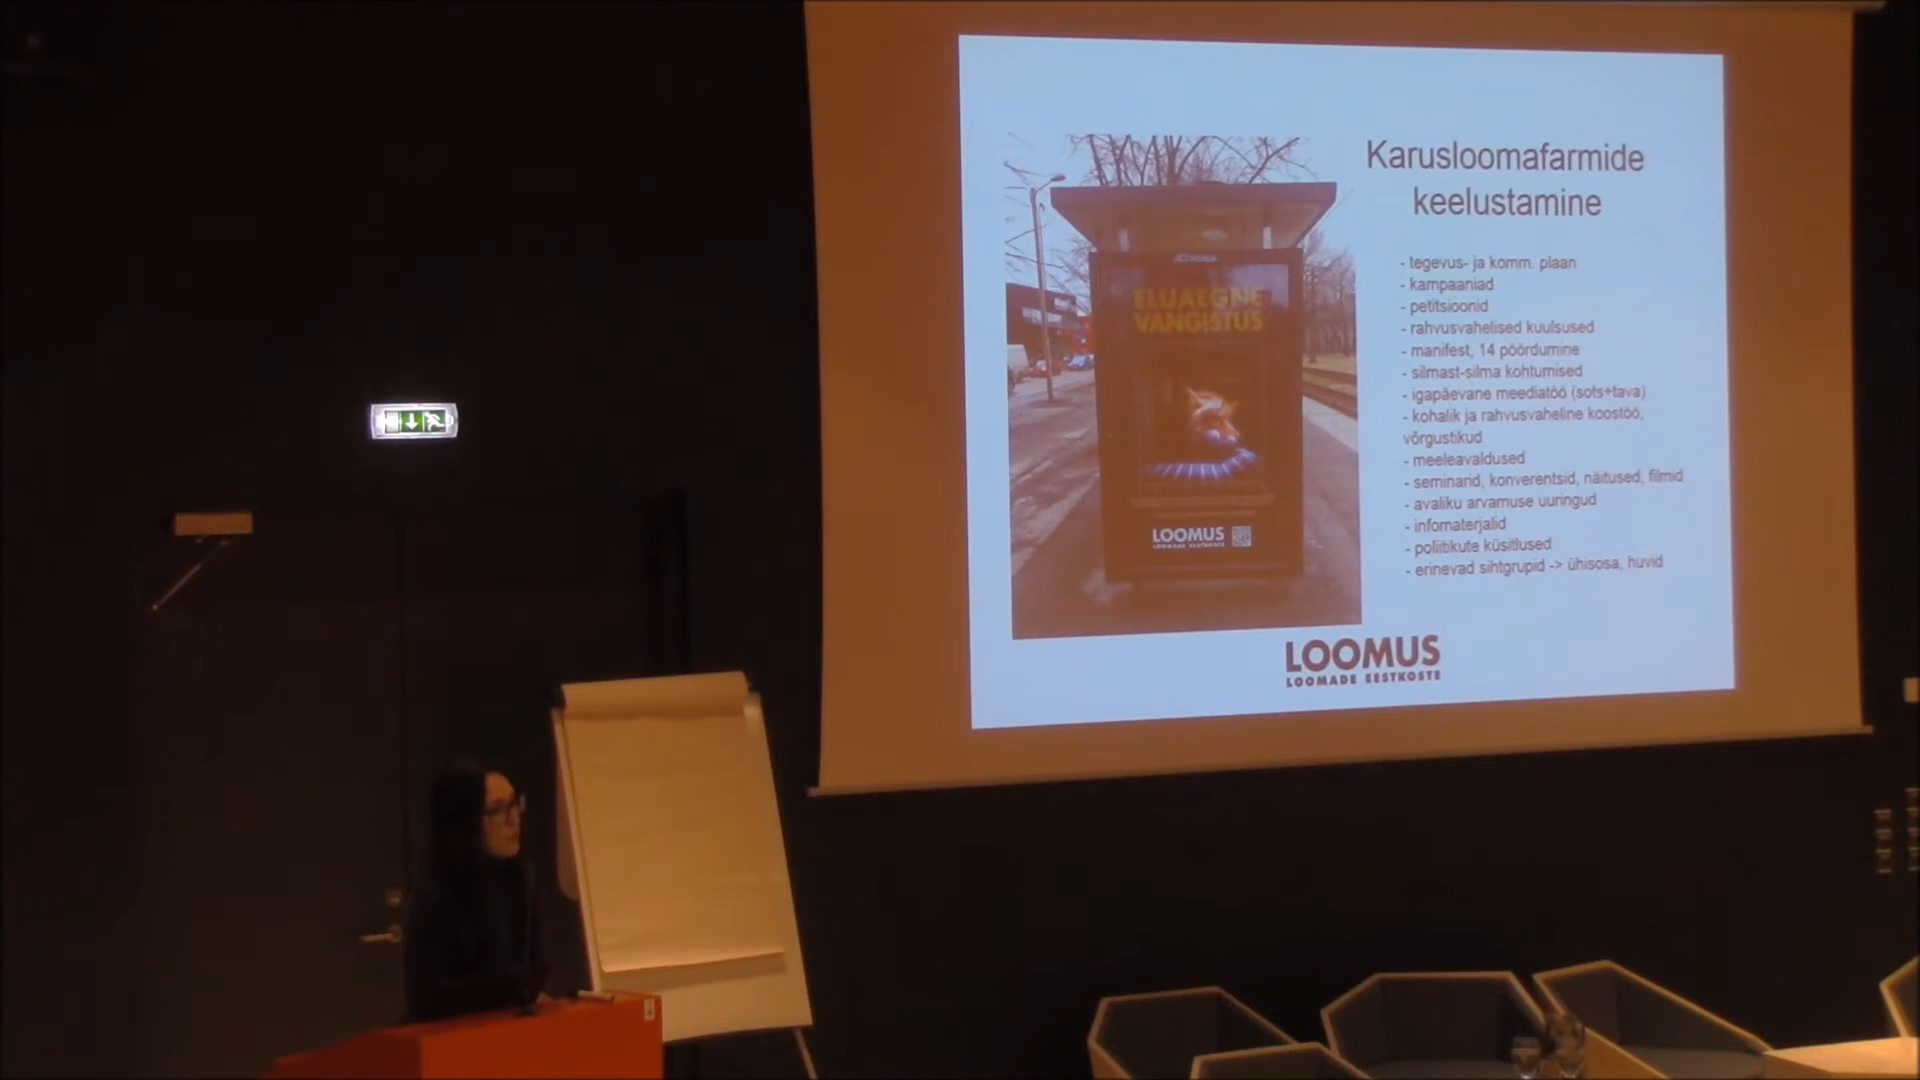 Karusloomafarmide
keelustamine
- tegevus- ja komm. plaan
- kampaaniad
- petitsioonid
- rahvusvahelised kuulsused
- manifest, 14 pöördumine
- silmast-silma kohtumised
- igapäevane meediatöö (sots+tava)
- kohalik ja rahvusvaheline koostöö,
võrgustikud
- meeleavaldused
- seminarid, konverentsid, näitused, filmid
- avaliku arvamuse uuringud
- infomaterjalid
- poliitikute küsitlused
- erinevad sihtgrupid -> ühisosa, huvid
ELUAEGNE
VANGISTUS
LOOMUS
LOOMADE EESTKOSTE
LOOMUS
LOOMADE EESTKOSTE